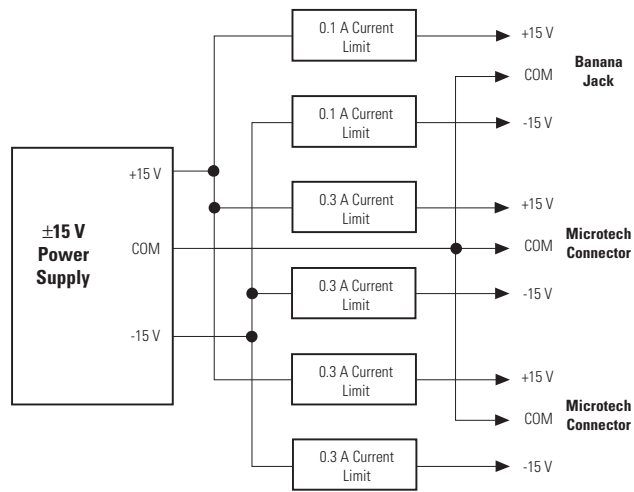 0.1 A Current
Limit
+15 V
COM
Banana
Jack
0.1 A Current
Limit
-15 V
±15 V
Power
Supply
+15 V
COM
-15 V
0.3 A Current
Limit
+15 V
COM
Microtech
Connector
0.3 A Current
Limit
-15 V
0.3 A Current
Limit
+15 V
COM
Microtech
Connector
0.3 A Current
Limit
-15 V